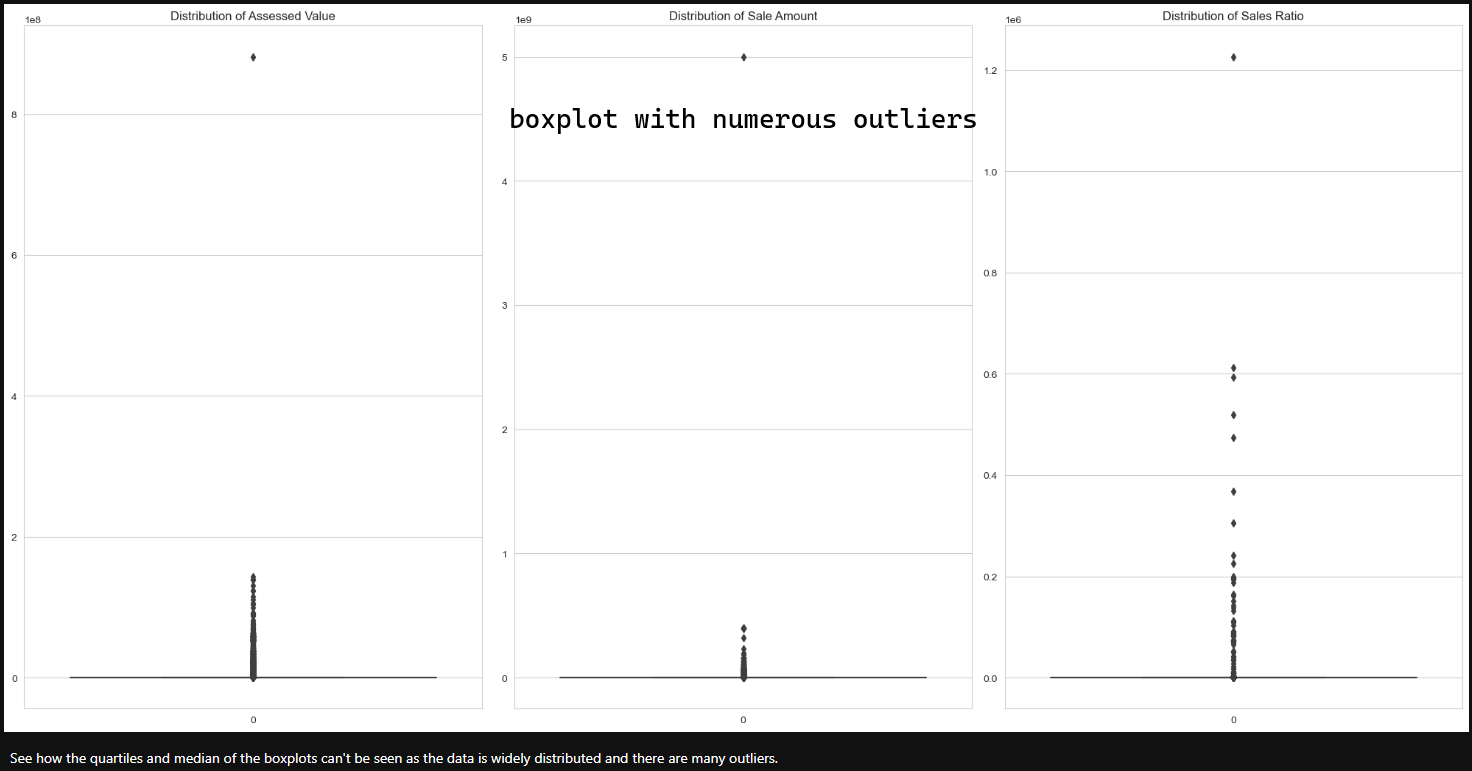 Distribution of Assessed Value
1e8
8
6
4
2
0
0
Distribution of Sale Amount
1e9
5
boxplot with numerous outliers
4
3
2
1
0
0
Distribution of Sales Ratio
1e6
1.2
1.0
0.8
0.6
0.4
0.2
0.0
0
See how the quartiles and median of the boxplots can't be seen as the data is widely distributed and there are many outliers.